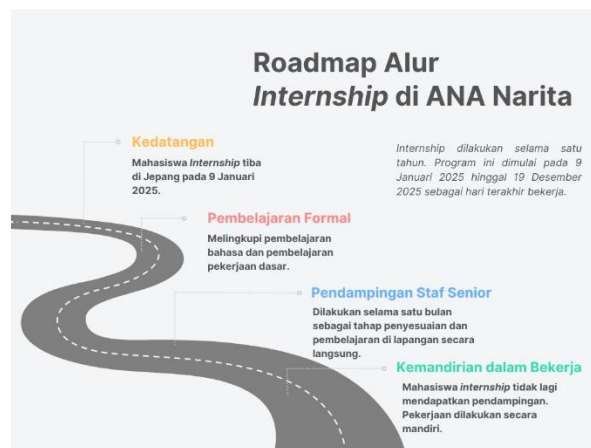 Roadmap Alur
Internship di ANA Narita
Kedatangan
Mahasiswa Internship tiba
di Jepang pada 9 Januari
2025.
Internship dilakukan selama satu
tahun. Program ini dimulai pada 9
Januari 2025 hinggal 19 Desember
2025 sebagai hari terakhir bekerja.
Pembelajaran Formal
Melingkupi pembelajaran
bahasa dan pembelajaran
pekerjaan dasar.
Pendampingan Staf Senior
Dilakukan selama satu bulan
sebagai tahap penyesuaian dan
pembelajaran di lapangan secara
langsung.
Kemandirian dalam Bekerja
Mahasiswa internship tidak lagi
mendapatkan pendampingan.
Pekerjaan dilakukan secara
mandiri.